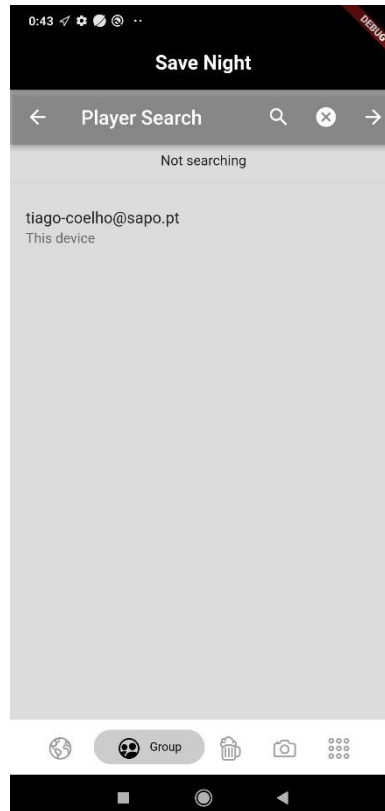 0:43
DEBUG
Save Night
Player Search
Not searching
tiago-coelho@sapo.pt
This device
Group